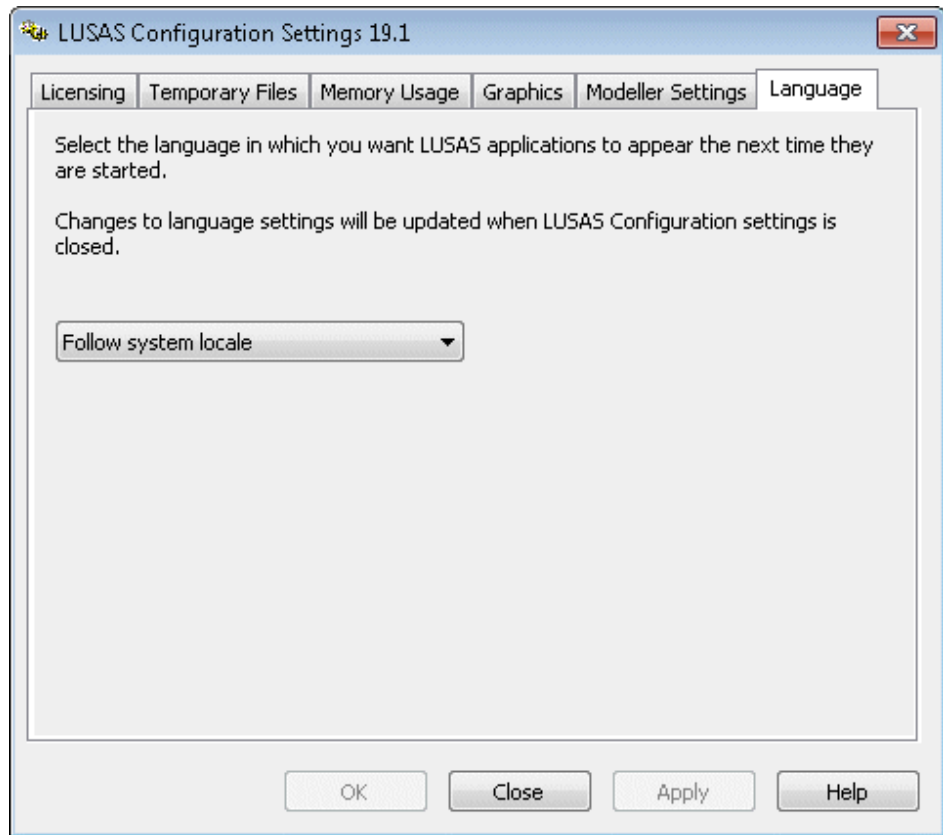 LUSAS Configuration Settings 19.1
Licensing Temporary Files Memory Usage Graphics Modeller Settings Language
Select the language in which you want LUSAS applications to appear the next time they
are started.
Changes to language settings will be updated when LUSAS Configuration settings is
closed.
Follow system locale
OK Close Apply Help